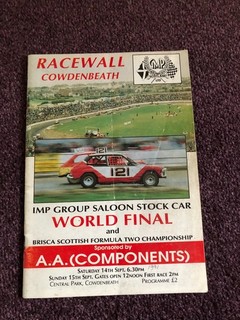 RACEWALL
COWDENBEATH
121
IMP GROUP SALOON STOCK CAR
WORLD FINAL
and
BRISCA SCOTTISH FORMULA TWO CHAMPIONSHIP
Sponsored by
A.A.(COMPONENTS)
SATURDAY 14TH SEPT. 6.30PM
SUNDAY 15TH SEPT. GATES OPEN 12NOON FIRST RACE 2PM
CENTRAL PARK, COWDENBEATH PROGRAMME £2